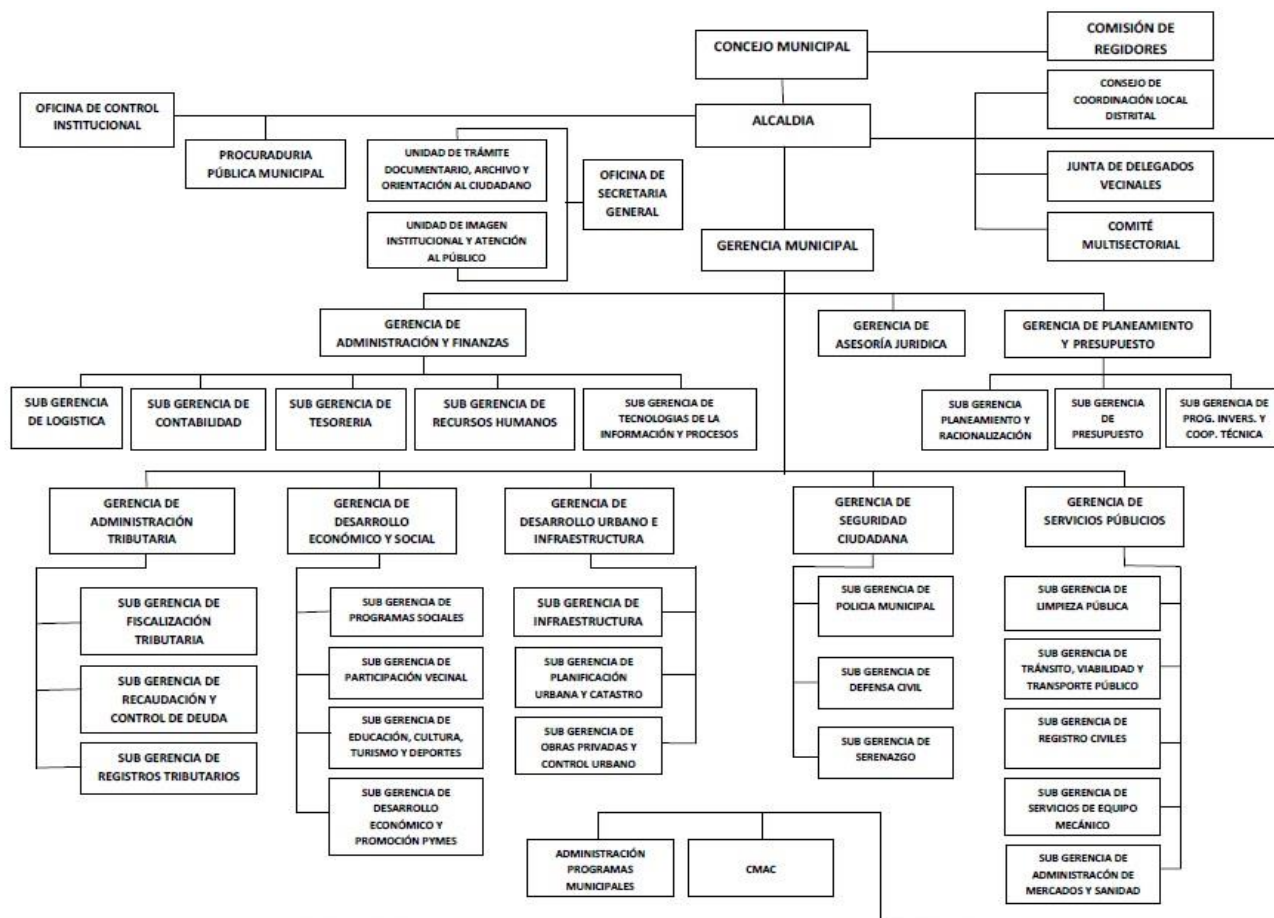 CONCEJO MUNICIPAL
COMISIÓN DE
REGIDORES
CONSEJO DE
COORDINACIÓN LOCAL
DISTRITAL
OFICINA DE CONTROL
INSTITUCIONAL
ALCALDIA
PROCURADURIA
PÚBLICA MUNICIPAL
UNIDAD DE TRÁMITE
DOCUMENTARIO, ARCHIVO Y
ORIENTACIÓN AL CIUDADANO
OFICINA DE
SECRETARIA
GENERAL
JUNTA DE DELEGADOS
VECINALES
UNIDAD DE IMAGEN
INSTITUCIONAL Y ATENCIÓN
AL PÚBLICO
GERENCIA MUNICIPAL
COMITÉ
MULTISECTORIAL
GERENCIA DE
ADMINISTRACIÓN Y FINANZAS
GERENCIA DE
ASESORÍA JURIDICA
GERENCIA DE PLANEAMIENTO
Y PRESUPUESTO
SUB GERENCIA
DE LOGISTICA
SUB GERENCIA DE
CONTABILIDAD
SUB GERENCIA DE
TESORERIA
SUB GERENCIA DE
RECURSOS HUMANOS
SUB GERENCIA DE
TECNOLOGIAS DE LA
INFORMACIÓN Y PROCESOS
SUB GERENCIA
PLANEAMIENTO Y
RACIONALIZACIÓN
SUB GERENCIA
DE
PRESUPUESTO
SUB GERENCIA DE
PROG. INVERS. Y
COOP. TÉCNICA
GERENCIA DE
ADMINISTRACIÓN
TRIBUTARIA
GERENCIA DE
DESARROLLO
ECONÓMICO Y SOCIAL
GERENCIA DE
DESARROLLO URBANO E
INFRAESTRUCTURA
GERENCIA DE
SEGURIDAD
CIUDADANA
GERENCIA DE
SERVICIOS PÚBLICIOS
SUB GERENCIA DE
FISCALIZACIÓN
TRIBUTARIA
SUB GERENCIA DE
RECAUDACIÓN Y
CONTROL DE DEUDA
SUB GERENCIA DE
REGISTROS TRIBUTARIOS
SUB GERENCIA DE
PROGRAMAS SOCIALES
SUB GERENCIA DE
PARTICIPACIÓN VECINAL
SUB GERENCIA DE
EDUCACIÓN, CULTURA,
TURISMO Y DEPORTES
SUB GERENCIA DE
DESARROLLO
ECONÓMICO Y
PROMOCIÓN PYMES
SUB GERENCIA DE
INFRAESTRUCTURA
SUB GERENCIA DE
PLANIFICACIÓN
URBANA Y CATASTRO
SUB GERENCIA DE
OBRAS PRIVADAS Y
CONTROL URBANO
SUB GERENCIA DE
POLICIA MUNICIPAL
SUB GERENCIA DE
DEFENSA CIVIL
SUB GERENCIA DE
SERENAZGO
SUB GERENCIA DE
LIMPIEZA PÚBLICA
SUB GERENCIA DE
TRÁNSITO, VIABILIDAD Y
TRANSPORTE PÚBLICO
SUB GERENCIA DE
REGISTRO CIVILES
SUB GERENCIA DE
SERVICIOS DE EQUIPO
MECÁNICO
SUB GERENCIA DE
ADMINISTRACÓN DE
MERCADOS Y SANIDAD
ADMINISTRACIÓN
PROGRAMAS
MUNICIPALES
CMAC